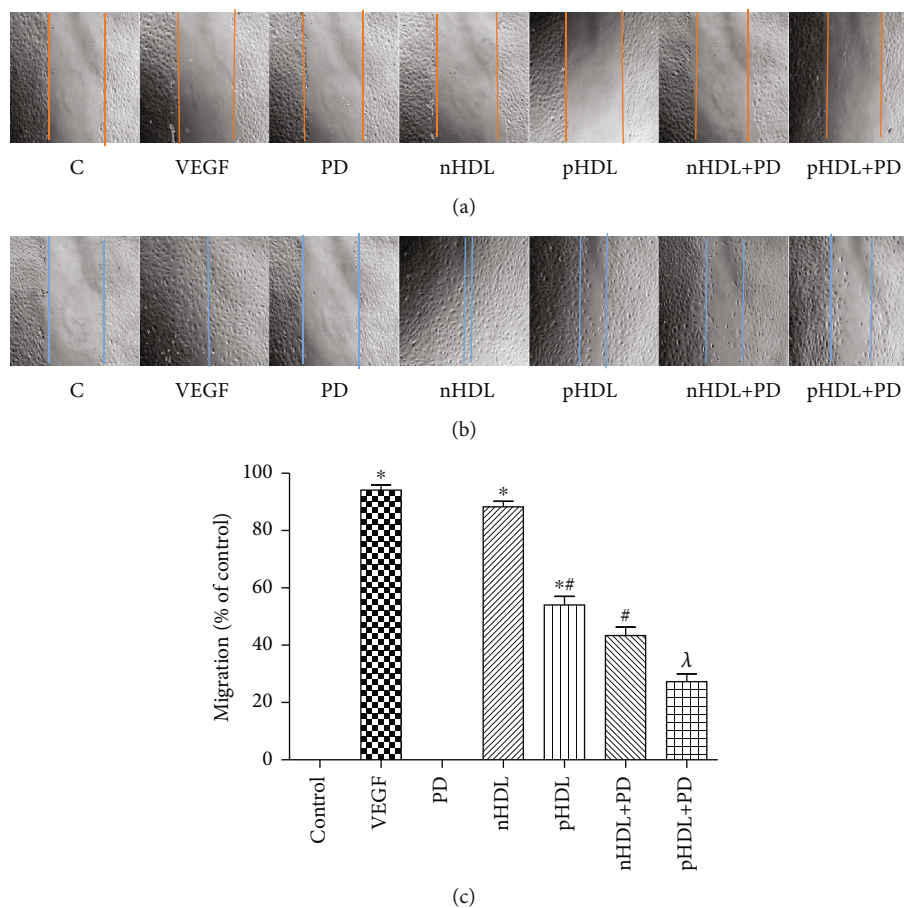 C VEGF PD nHDL pHDL nHDL+PD pHDL+PD
(a)
C VEGF PD nHDL pHDL nHDL+PD pHDL+PD
(b)
Migration (% of control)
100
80
60
40
20
0
*
*
*#
#
λ
Control VEGF PD nHDL pHDL nHDL+PD pHDL+PD
(c)